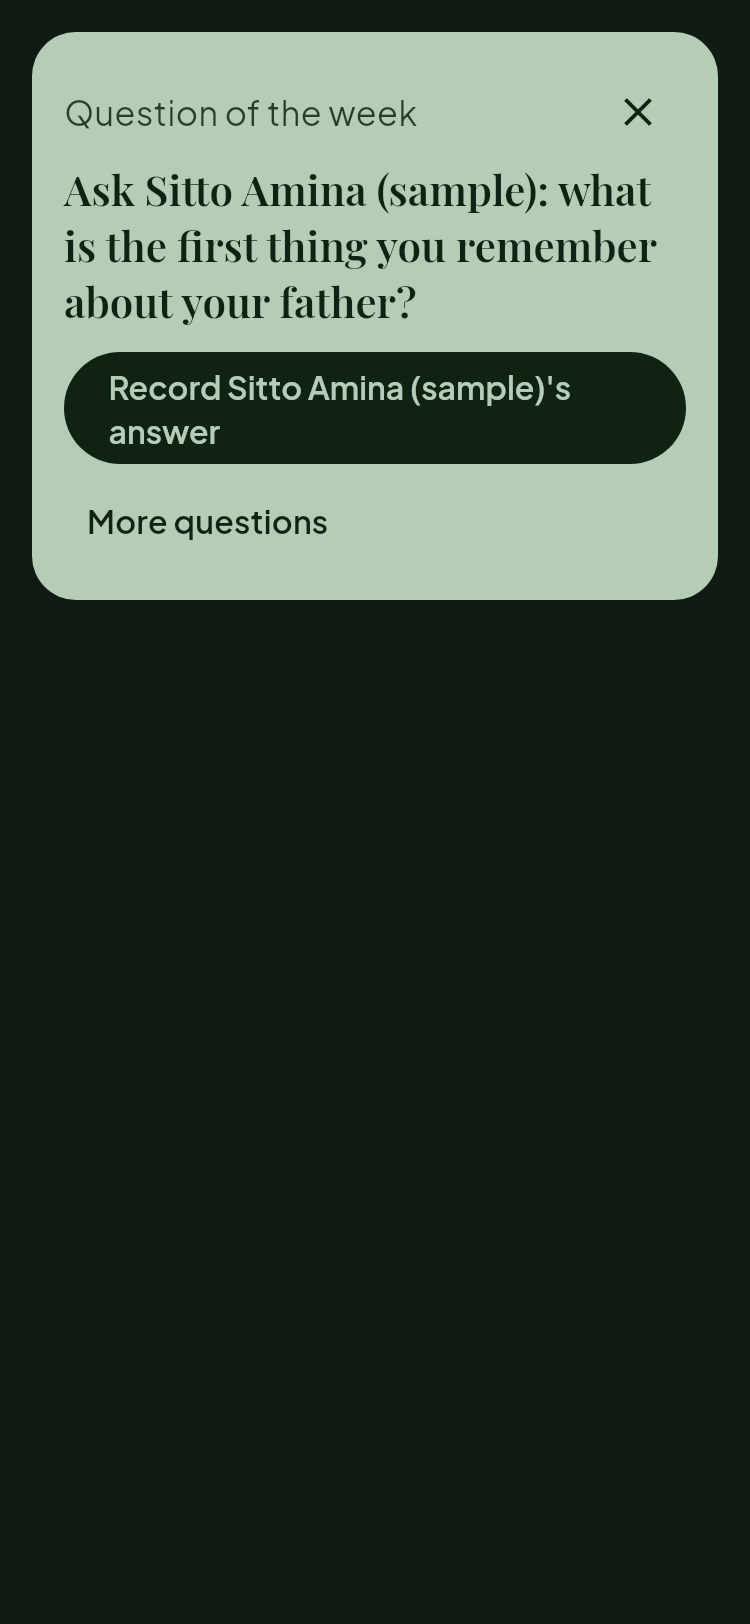 Question of the week
Ask Sitto Amina (sample): what
is the first thing you remember
about your father?
Record Sitto Amina (sample)'s
answer
More questions